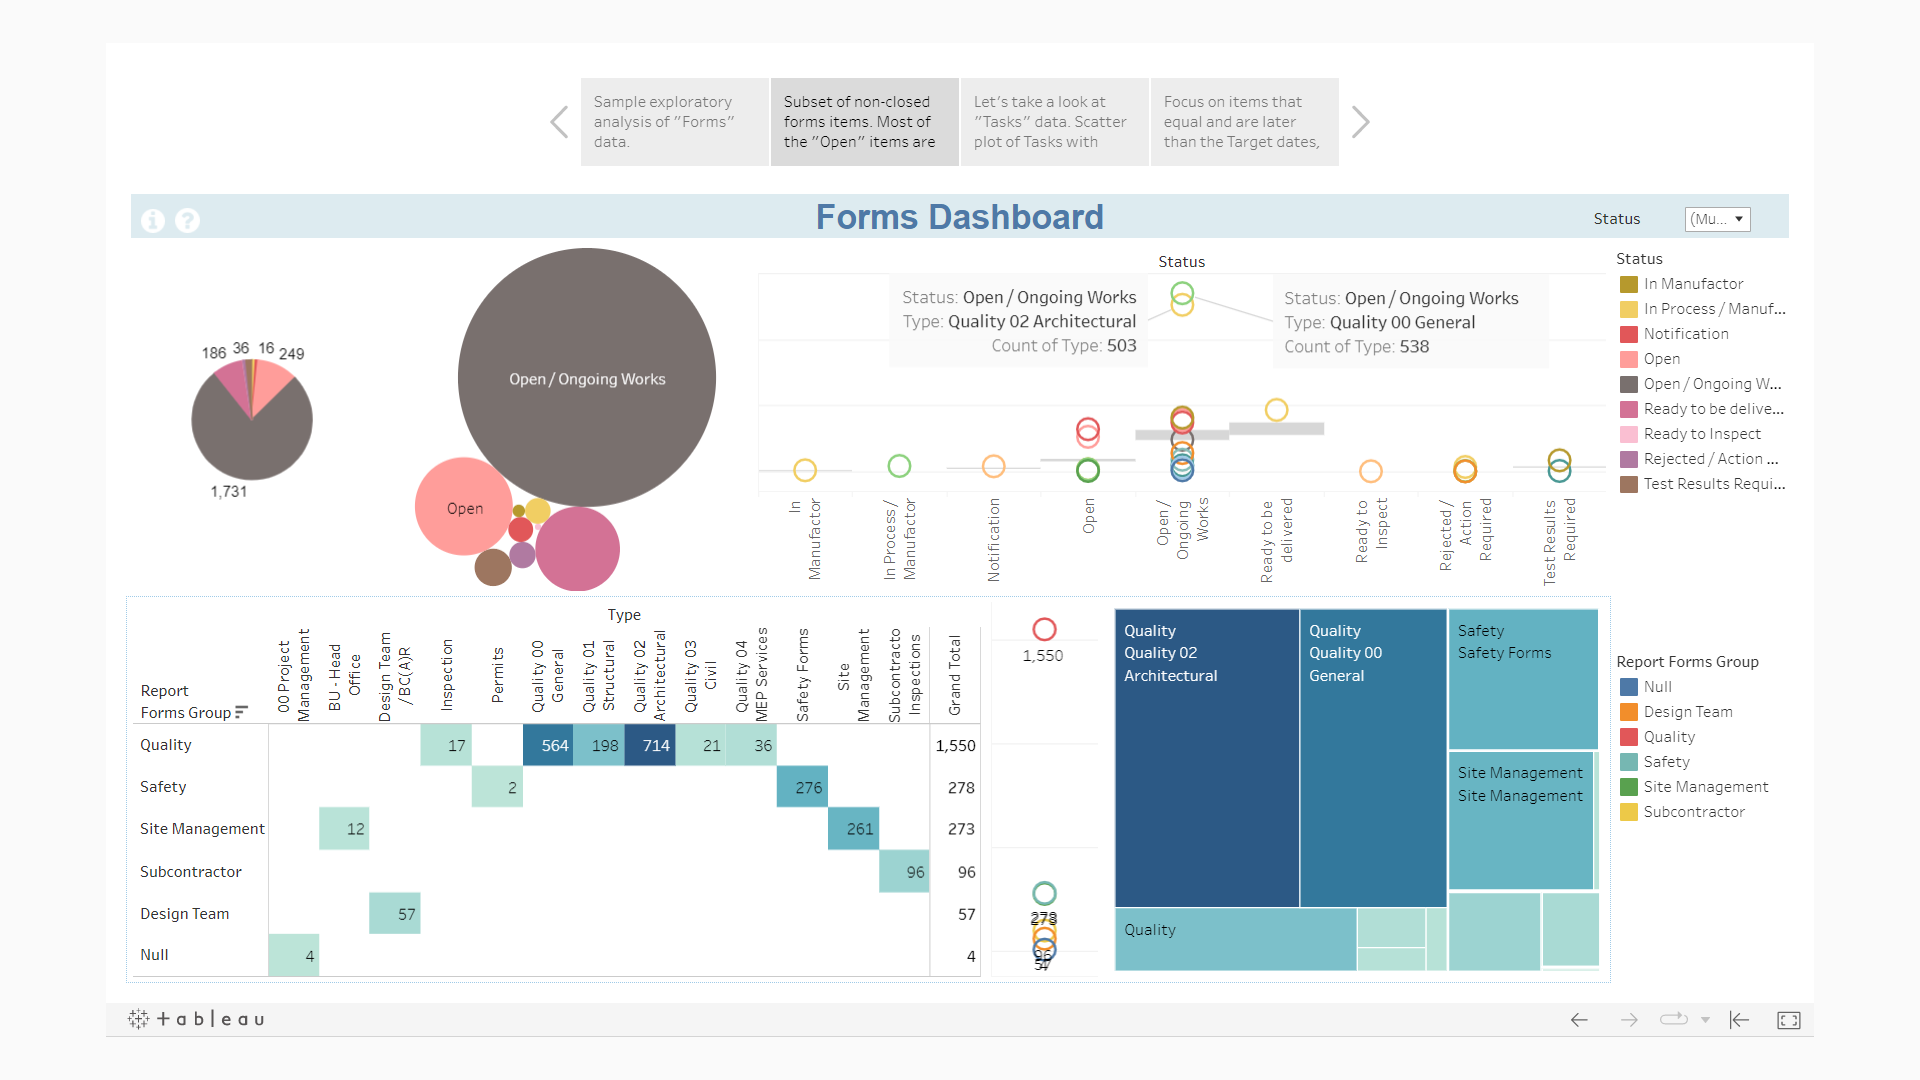 Sample exploratory
analysis of "Forms"
data.
Subset of non-closed
forms items. Most of
the "Open" items are
Let's take a look at
"Tasks" data. Scatter
plot of Tasks with
Focus on items that
equal and are later
than the Target dates,
Forms Dashboard
Status
(Mu...
186
36
16
249
1,731
Open / Ongoing Works
Open
Status
Status: Open / Ongoing Works
Type: Quality 02 Architectural
Count of Type: 503
Status: Open / Ongoing Works
Type: Quality 00 General
Count of Type: 538
In
Manufactor
In Process /
Manufactor
Notification
Open
Open /
Ongoing
Works
Ready to be
delivered
Ready to
Inspect
Rejected /
Action
Required
Test Results
Required
Status
In Manufactor
In Process / Manuf...
Notification
Open
Open / Ongoing W...
Ready to be delive...
Ready to Inspect
Rejected / Action ...
Test Results Requi...
Type
Report
Forms Group
00 Project
Management
BU - Head
Office
Design Team
/BC(A)R
Inspection
Permits
Quality 00
General
Quality 01
Structural
Quality 02
Architectural
Quality 03
Civil
Quality 04
MEP Services
Safety Forms
Site
Management
Subcontracto
Inspections
Grand Total
Quality 17 564 198 714 21 36 1,550
Safety 2 276 278
Site Management 12 261 273
Subcontractor 96 96
Design Team 57 57
Null 4 4
1,550
96
Quality
Quality 02
Architectural
Quality
Quality 00
General
Safety
Safety Forms
Site Management
Site Management
Quality
Report Forms Group
Null
Design Team
Quality
Safety
Site Management
Subcontractor
+ableau